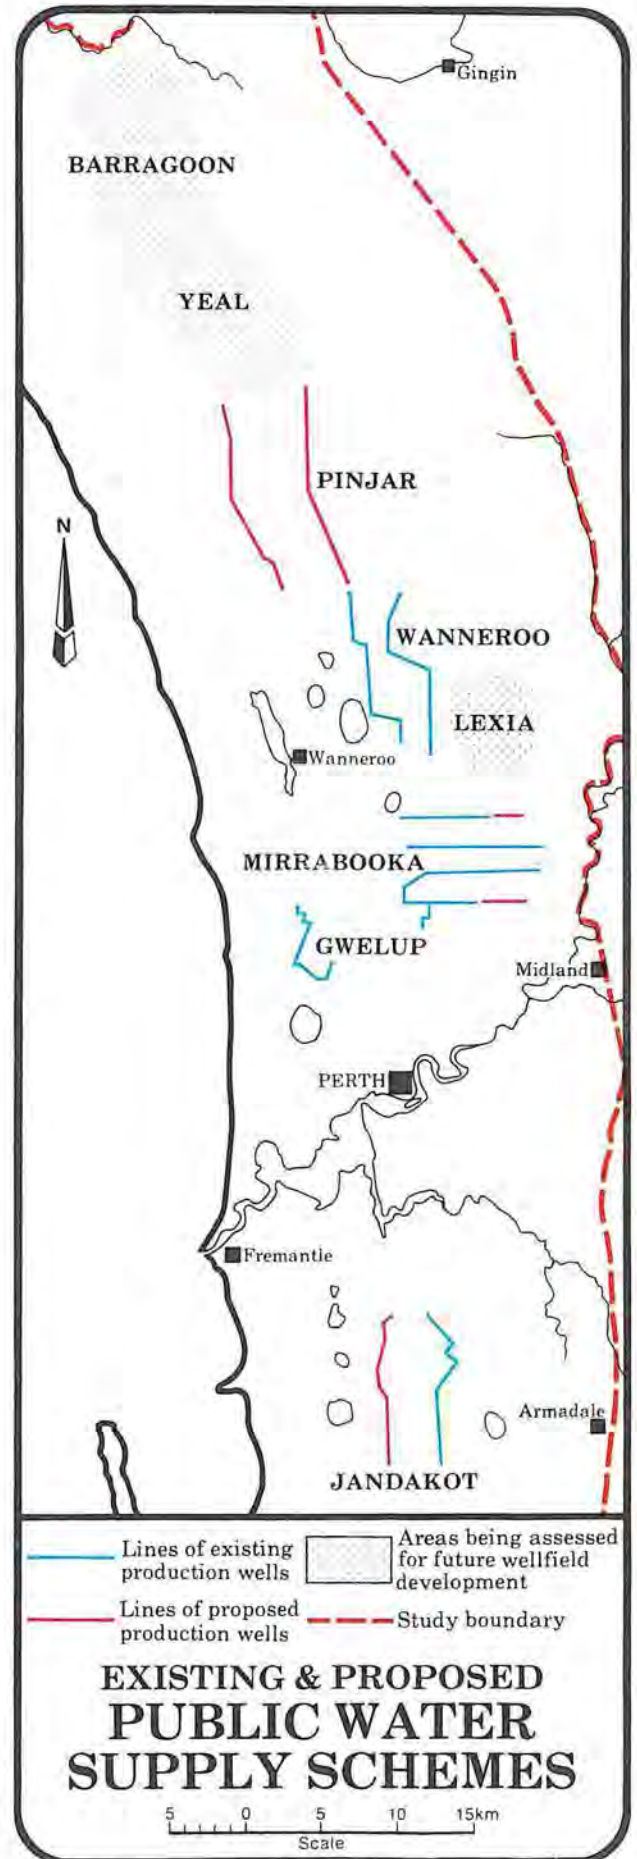 Gingin
BARRAGOON
YEAL
PINJAR
N
WANNEROO
LEXIA
Wanneroo
MIRRABOOKA
GWELUP
Midland
PERTH
Fremantle
Armadale
JANDAKOT
Lines of existing
production wells
Areas being assessed
for future wellfield
development
Lines of proposed
production wells
Study boundary
EXISTING & PROPOSED
PUBLIC WATER
SUPPLY SCHEMES
5 0 5 10 15km
Scale